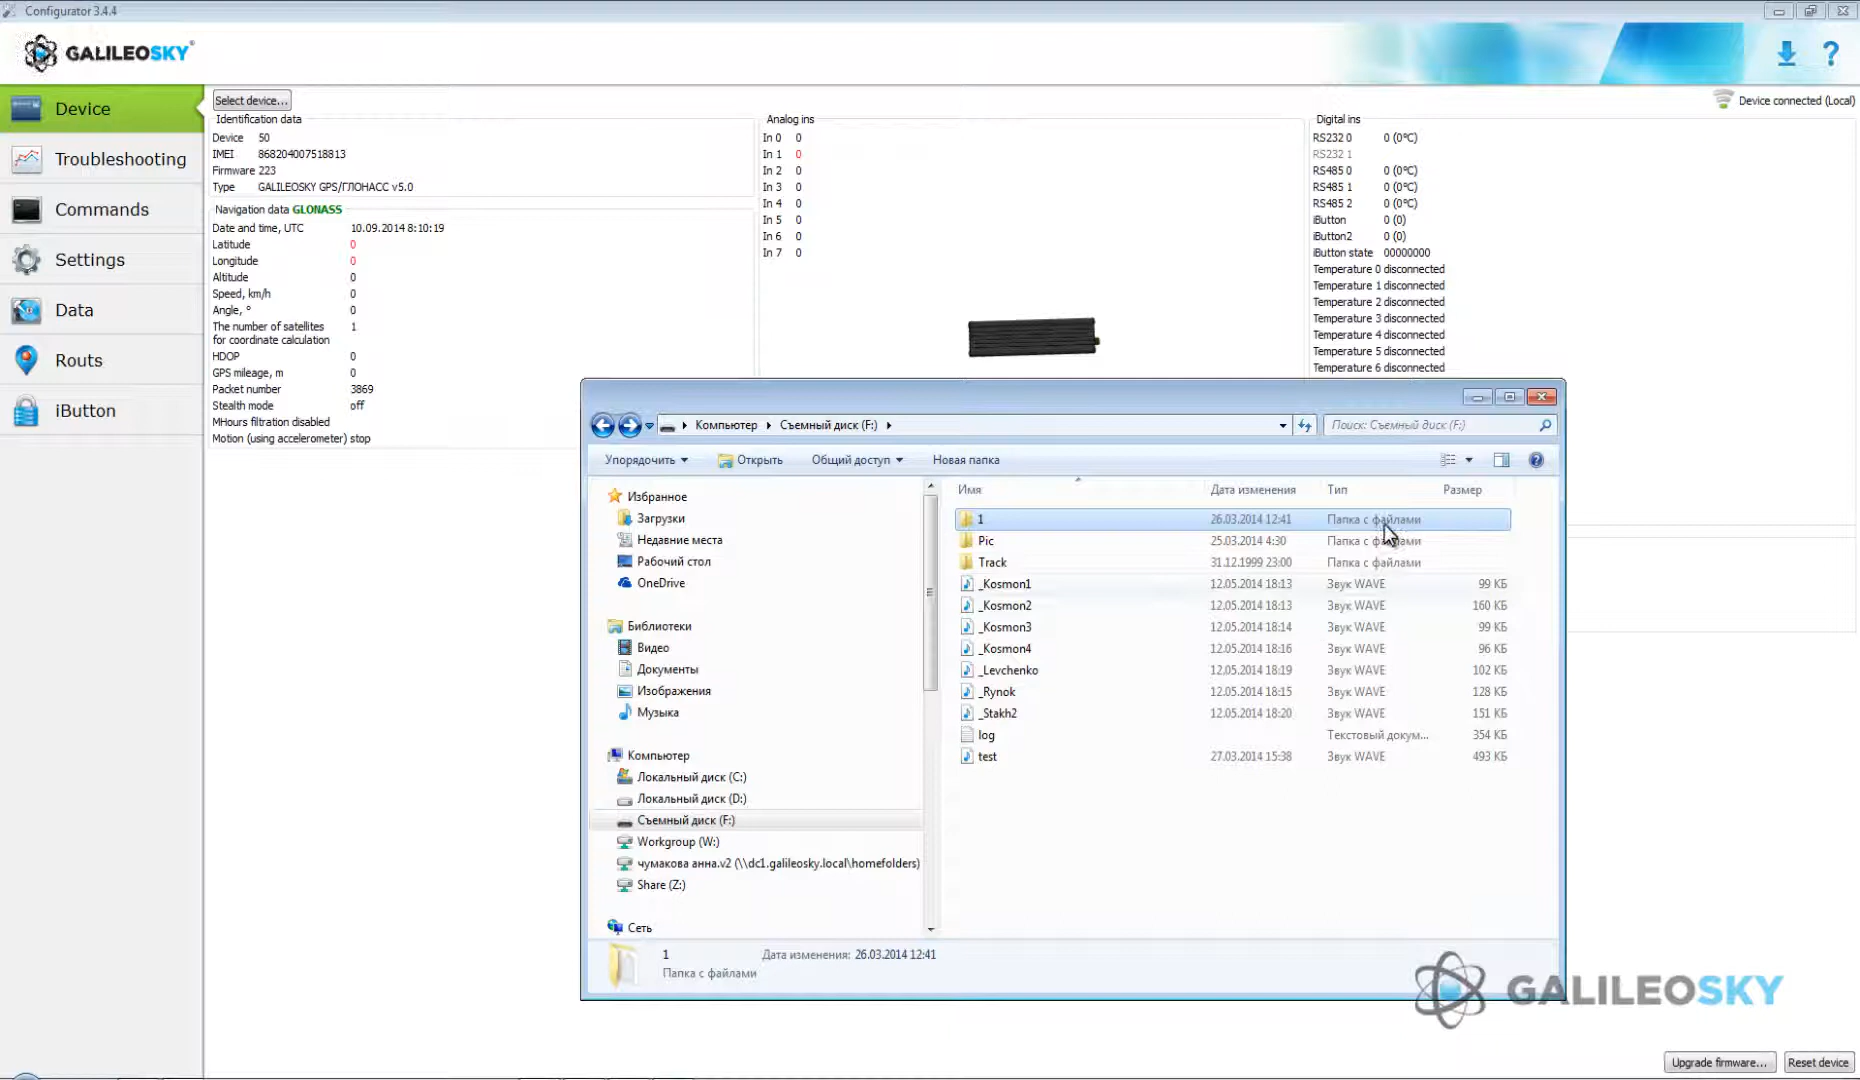 Configurator 3.4.4
GALILEOSKY
Device
Troubleshooting
Commands
Settings
Data
Routs
iButton
Select device...
Device connected (Local)
Identification data
Device 50
IMEI 868204007518813
Firmware 223
Type GALILEOSKY GPS/ГЛОНАСС v5.0
Navigation data GLONASS
Date and time, UTC 10.09.2014 8:10:19
Latitude 0
Longitude 0
Altitude 0
Speed, km/h 0
Angle, ° 0
The number of satellites 1
for coordinate calculation
HDOP 0
GPS mileage, m 0
Packet number 3869
Stealth mode off
MHours filtration disabled
Motion (using accelerometer) stop
Analog ins
In 0 0
In 1 0
In 2 0
In 3 0
In 4 0
In 5 0
In 6 0
In 7 0
Digital ins
RS232 0 0 (0°C)
RS232 1
RS485 0 0 (0°C)
RS485 1 0 (0°C)
RS485 2 0 (0°C)
iButton 0 (0)
iButton2 0 (0)
iButton state 00000000
Temperature 0 disconnected
Temperature 1 disconnected
Temperature 2 disconnected
Temperature 3 disconnected
Temperature 4 disconnected
Temperature 5 disconnected
Temperature 6 disconnected
Компьютер Съемный диск (F:)
Поиск: Съемный диск (F:)
Упорядочить Открыть Общий доступ Новая папка
Избранное
Загрузки
Недавние места
Рабочий стол
OneDrive
Библиотеки
Видео
Документы
Изображения
Музыка
Компьютер
Локальный диск (C:)
Локальный диск (D:)
Съемный диск (F:)
Workgroup (W:)
чумакова анна.v2 (\\dc1.galileosky.local\homefolders)
Share (Z:)
Сеть
Имя Дата изменения Тип Размер
1 26.03.2014 12:41 Папка с файлами
Pic 25.03.2014 4:30 Папка с файлами
Track 31.12.1999 23:00 Папка с файлами
_Kosmon1 12.05.2014 18:13 Звук WAVE 99 КБ
_Kosmon2 12.05.2014 18:13 Звук WAVE 160 КБ
_Kosmon3 12.05.2014 18:14 Звук WAVE 99 КБ
_Kosmon4 12.05.2014 18:16 Звук WAVE 96 КБ
_Levchenko 12.05.2014 18:19 Звук WAVE 102 КБ
_Rynok 12.05.2014 18:15 Звук WAVE 128 КБ
_Stakh2 12.05.2014 18:20 Звук WAVE 151 КБ
log Текстовый докум... 354 КБ
test 27.03.2014 15:38 Звук WAVE 493 КБ
1 Дата изменения: 26.03.2014 12:41
Папка с файлами
GALILEOSKY
Upgrade firmware... Reset device